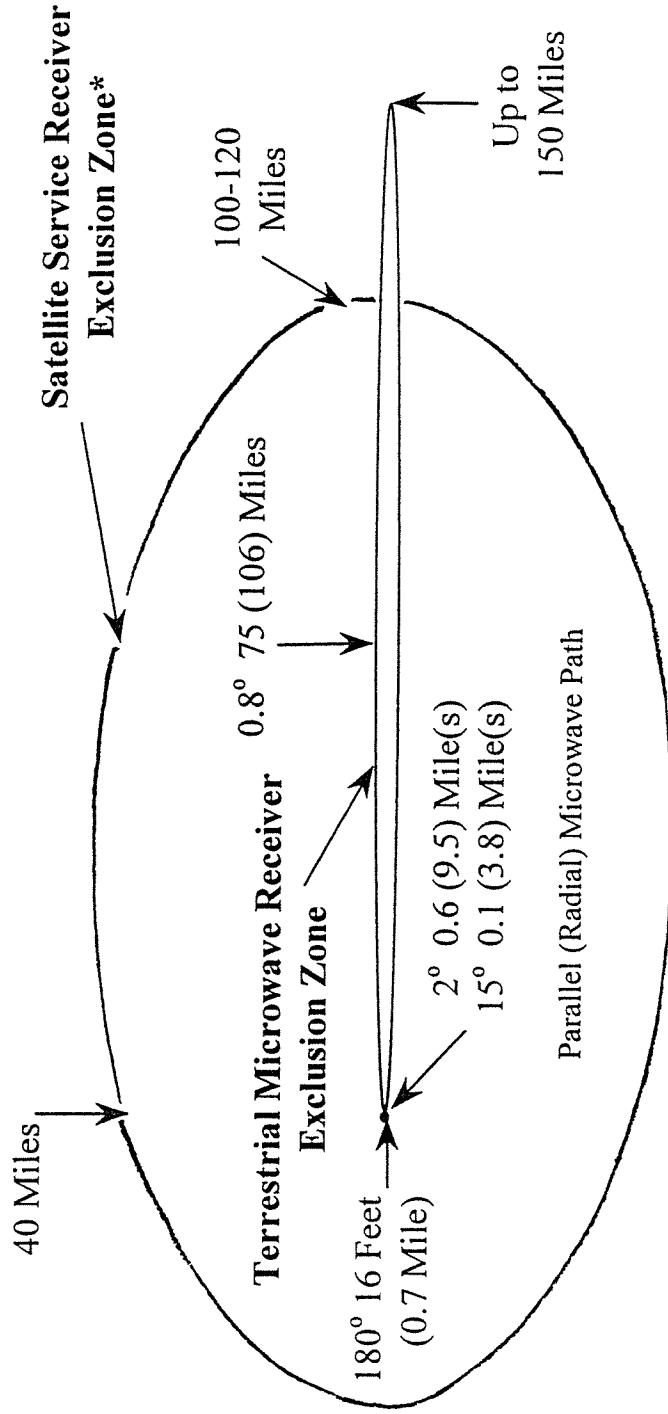 Satellite Service Receiver
Exclusion Zone*
40 Miles
100-120
Miles
0.8° 75 (106) Miles
Terrestrial Microwave Receiver
Exclusion Zone
Up to
150 Miles
180° 16 Feet
(0.7 Mile)
2° 0.6 (9.5) Mile(s)
15° 0.1 (3.8) Mile(s)
Parallel (Radial) Microwave Path